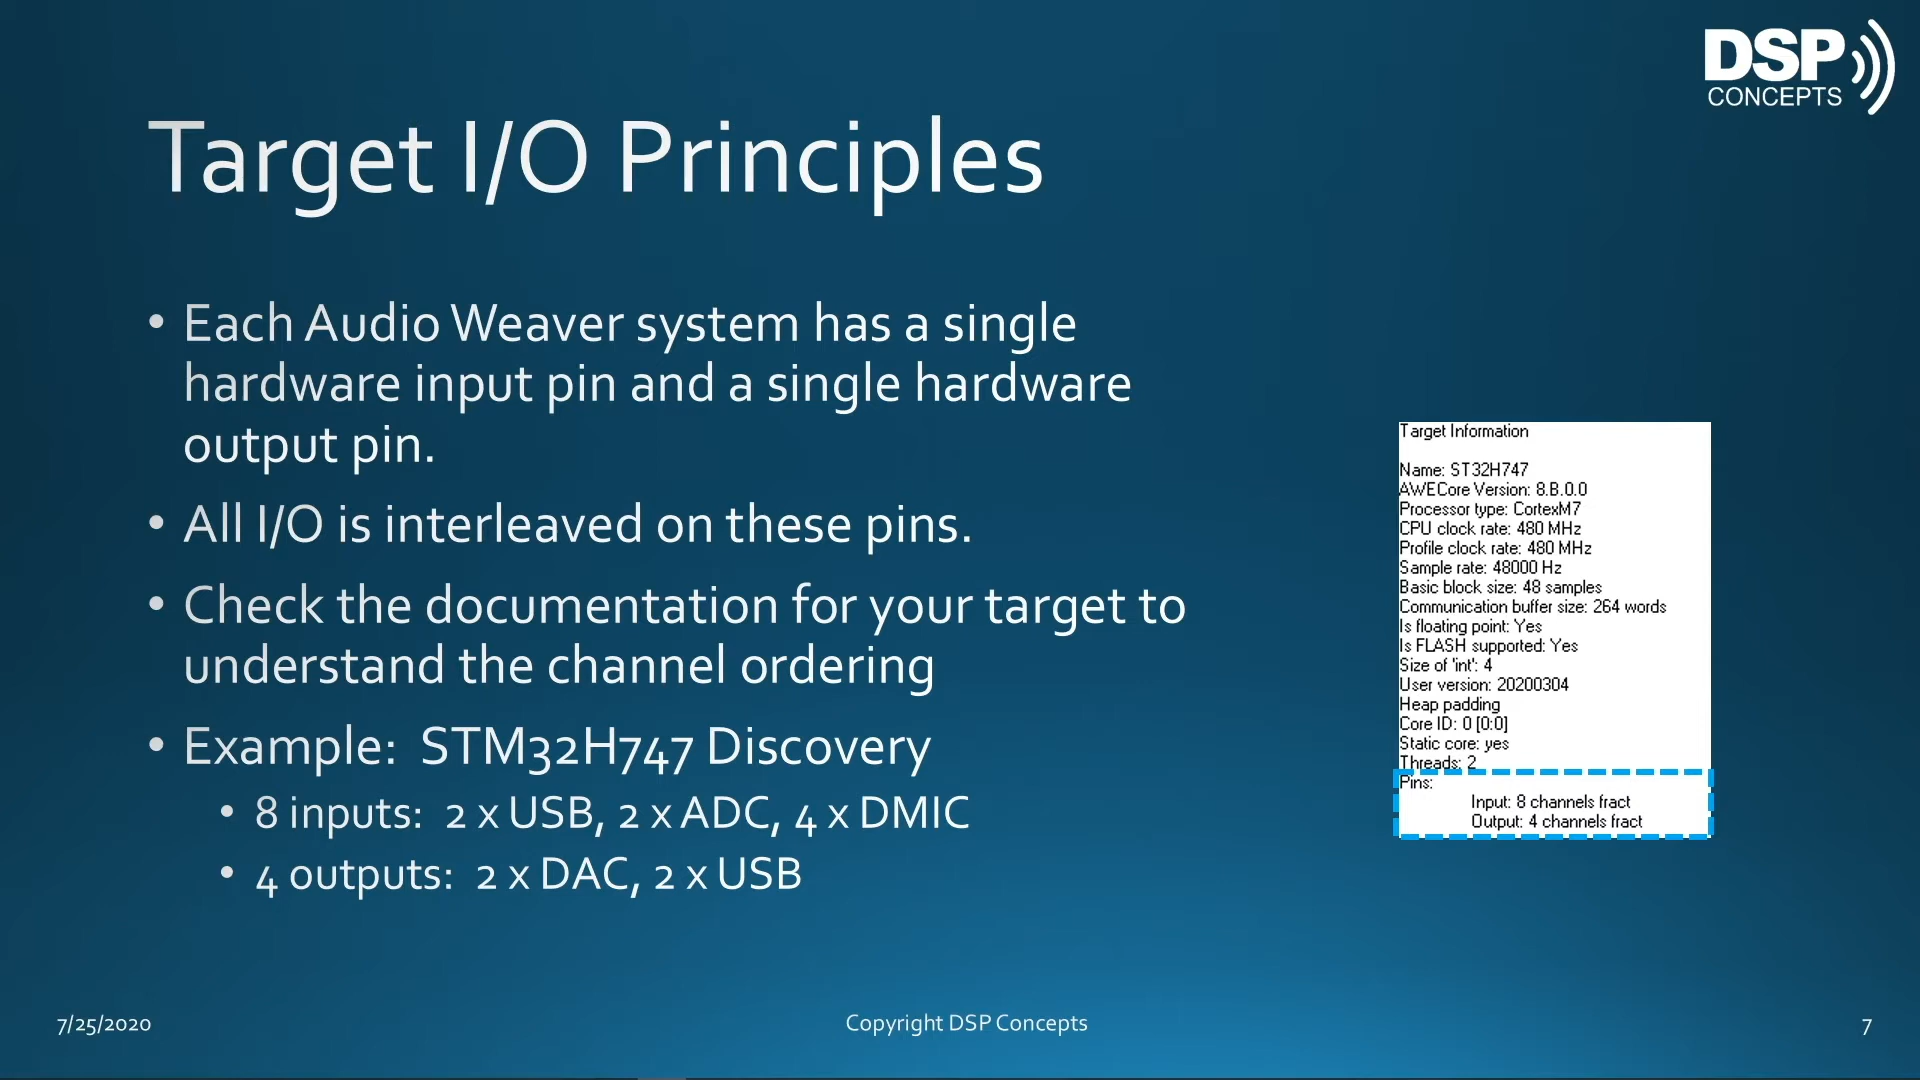 DSP
CONCEPTS
Target I/O Principles
• Each Audio Weaver system has a single
hardware input pin and a single hardware
output pin.
• All I/O is interleaved on these pins.
• Check the documentation for your target to
understand the channel ordering
• Example: STM32H747 Discovery
• 8 inputs: 2 x USB, 2 x ADC, 4 x DMIC
• 4 outputs: 2 x DAC, 2 x USB
Target Information
Name: ST32H747
AWECore Version: 8.B.0.0
Processor type: CortexM7
CPU clock rate: 480 MHz
Profile clock rate: 480 MHz
Sample rate: 48000 Hz
Basic block size: 48 samples
Communication buffer size: 264 words
Is floating point: Yes
Is FLASH supported: Yes
Size of 'int': 4
User version: 20200304
Heap padding
Core ID: 0 [0:0]
Static core: yes
Threads: 2
Pins:
Input: 8 channels fract
Output: 4 channels fract
7/25/2020
Copyright DSP Concepts
7